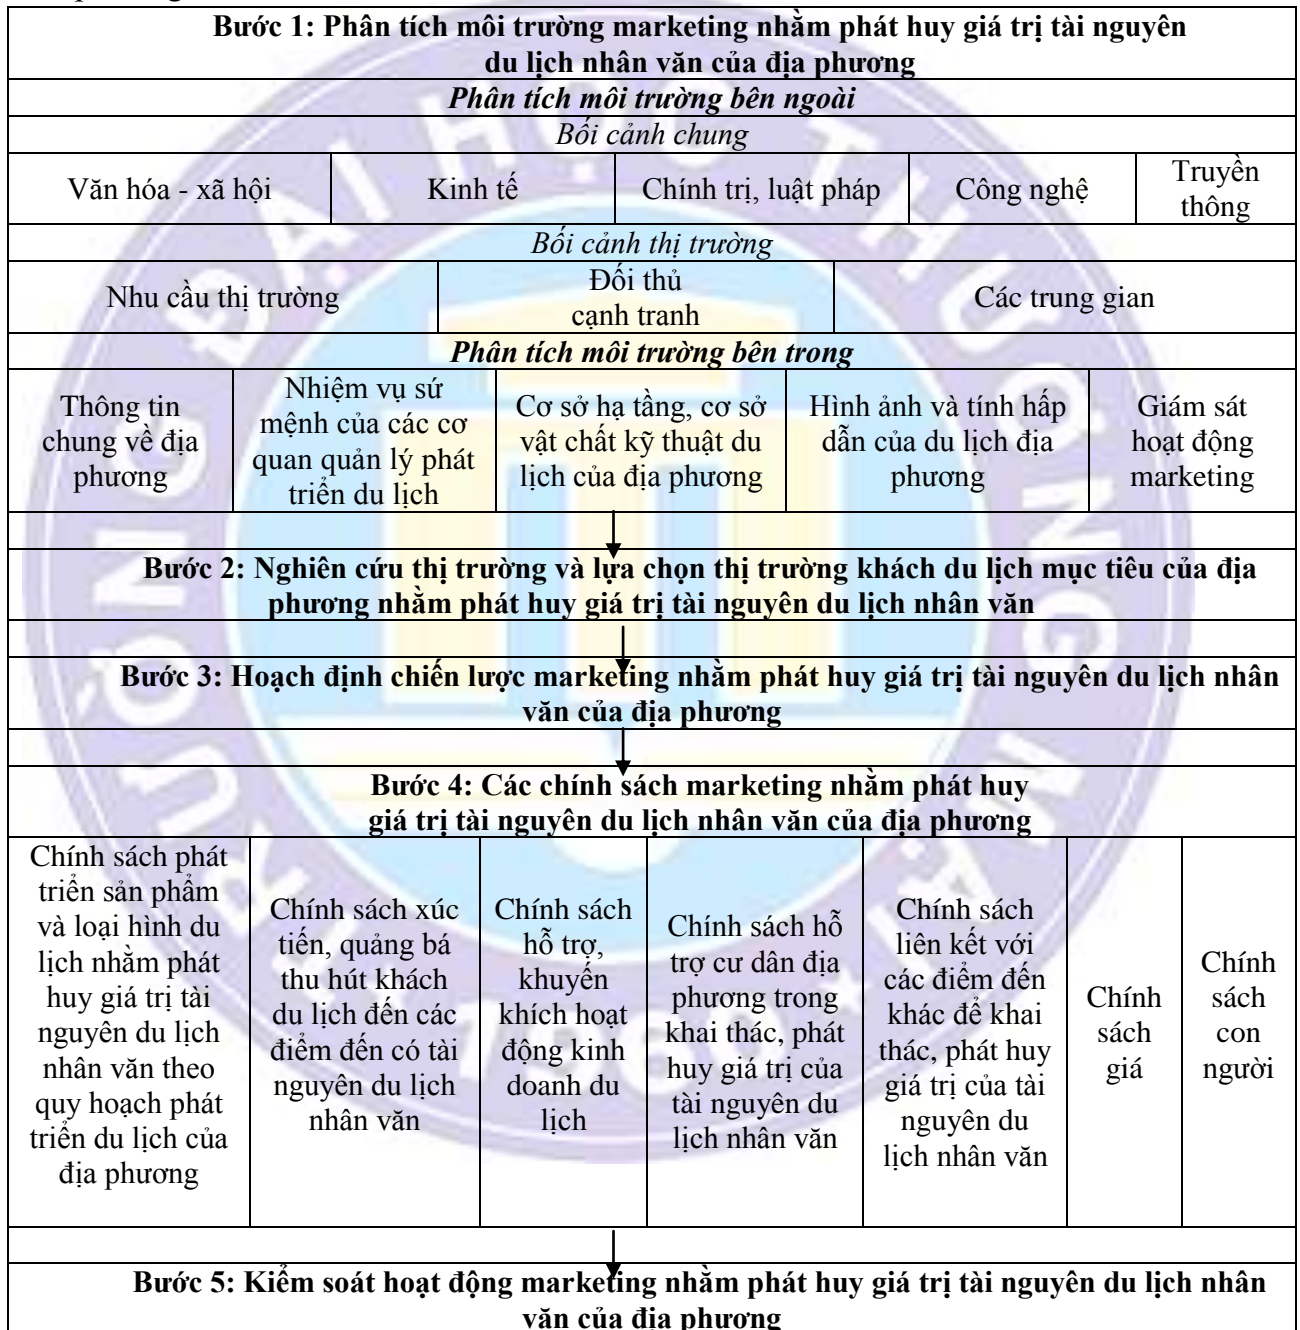 Bước 1: Phân tích môi trường marketing nhằm phát huy giá trị tài nguyên
du lịch nhân văn của địa phương
Phân tích môi trường bên ngoài
Bối cảnh chung
Văn hóa - xã hội
Kinh tế
Chính trị, luật pháp
Công nghệ
Truyền
thông
Bối cảnh thị trường
Nhu cầu thị trường
Đối thủ
cạnh tranh
Các trung gian
Phân tích môi trường bên trong
Thông tin
chung về địa
phương
Nhiệm vụ sứ
mệnh của các cơ
quan quản lý phát
triển du lịch
Cơ sở hạ tầng, cơ sở
vật chất kỹ thuật du
lịch của địa phương
Hình ảnh và tính hấp
dẫn của du lịch địa
phương
Giám sát
hoạt động
marketing
Bước 2: Nghiên cứu thị trường và lựa chọn thị trường khách du lịch mục tiêu của địa
phương nhằm phát huy giá trị tài nguyên du lịch nhân văn
Bước 3: Hoạch định chiến lược marketing nhằm phát huy giá trị tài nguyên du lịch nhân
văn của địa phương
Bước 4: Các chính sách marketing nhằm phát huy
giá trị tài nguyên du lịch nhân văn của địa phương
Chính sách phát
triển sản phẩm
và loại hình du
lịch nhằm phát
huy giá trị tài
nguyên du lịch
nhân văn theo
quy hoạch phát
triển du lịch của
địa phương
Chính sách xúc
tiến, quảng bá
thu hút khách
du lịch đến các
điểm đến có tài
nguyên du lịch
nhân văn
Chính sách
hỗ trợ,
khuyến
khích hoạt
động kinh
doanh du
lịch
Chính sách hỗ
trợ cư dân địa
phương trong
khai thác, phát
huy giá trị của
tài nguyên du
lịch nhân văn
Chính sách
liên kết với
các điểm đến
khác để khai
thác, phát huy
giá trị của tài
nguyên du
lịch nhân văn
Chính
sách
giá
Chính
sách
con
người
Bước 5: Kiểm soát hoạt động marketing nhằm phát huy giá trị tài nguyên du lịch nhân
văn của địa phương
TRƯỜNG ĐẠI HỌC THƯƠNG MẠI
1960